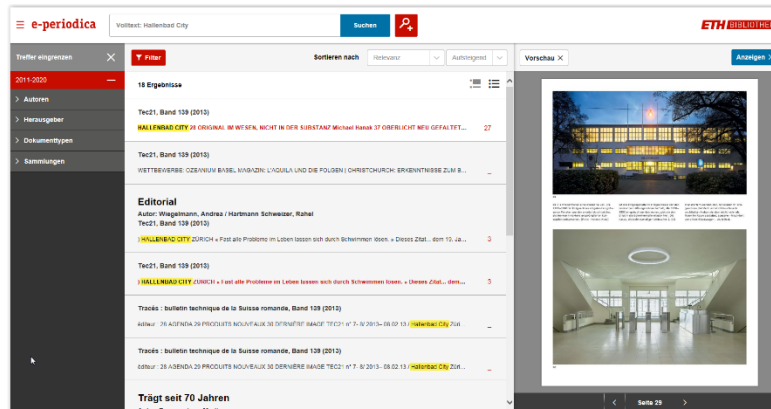 e-periodica
Volltext: Hallenbad City
Suchen
ETH BIBLIOTHEK
Treffer eingrenzen
2011-2020
Autoren
Herausgeber
Dokumenttypen
Sammlungen
Filter
Sortieren nach
Relevanz
Aufsteigend
18 Ergebnisse
Tec21, Band 139 (2013)
HALLENBAD CITY 28 ORIGINAL IM WESEN, NICHT IN DER SUBSTANZ Michael Hanak 37 OBERLICHT NEU GEFALTET... 27
Tec21, Band 139 (2013)
WETTBEWERBE: OZEANIUM BASEL MAGAZIN: L'AQUILA UND DIE FOLGEN | CHRISTCHURCH: ERKENNTNISSE ZUM B... _
Editorial
Autor: Wiegelmann, Andrea / Hartmann Schweizer, Rahel
Tec21, Band 139 (2013)
) HALLENBAD CITY ZÜRICH « Fast alle Probleme im Leben lassen sich durch Schwimmen lösen. » Dieses Zitat... dem 19. Ja... 3
Tec21, Band 139 (2013)
) HALLENBAD CITY ZÜRICH « Fast alle Probleme im Leben lassen sich durch Schwimmen lösen. » Dieses Zitat... dem... 3
Tracés : bulletin technique de la Suisse romande, Band 139 (2013)
éditeur : 28 AGENDA 29 PRODUITS NOUVEAUX 30 DERNIÈRE IMAGE TEC21 n° 7- 8/ 2013– 08.02.13 / Hallenbad City Züri... _
Tracés : bulletin technique de la Suisse romande, Band 139 (2013)
éditeur : 28 AGENDA 29 PRODUITS NOUVEAUX 30 DERNIÈRE IMAGE TEC21 n° 7- 8/ 2013– 08.02.13 / Hallenbad City Züri... _
Trägt seit 70 Jahren
Vorschau
Anzeigen
Seite 29